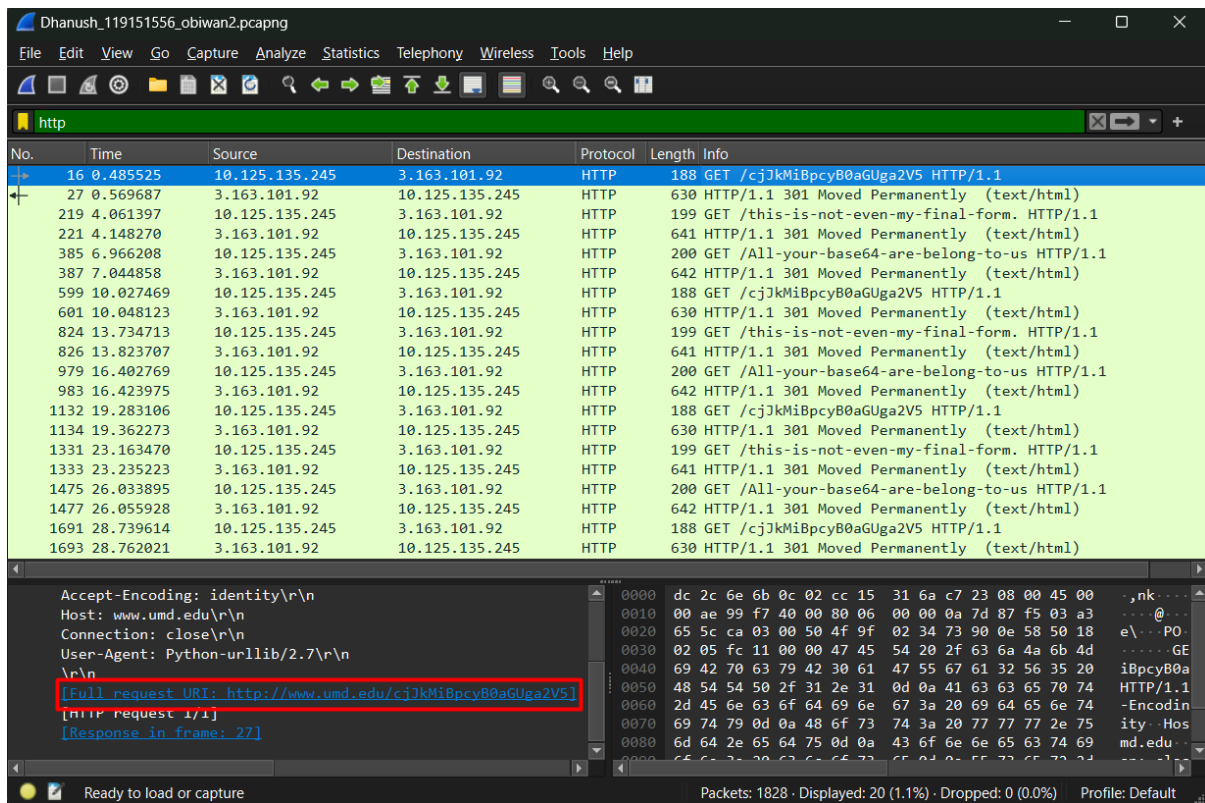 Dhanush_119151556_obiwan2.pcapng
File Edit View Go Capture Analyze Statistics Telephony Wireless Tools Help
http
No. Time Source Destination Protocol Length Info
16 0.485525 10.125.135.245 3.163.101.92 HTTP 188 GET /cjJkMiBpcyB0aGUga2V5 HTTP/1.1
27 0.569687 3.163.101.92 10.125.135.245 HTTP 630 HTTP/1.1 301 Moved Permanently (text/html)
219 4.061397 10.125.135.245 3.163.101.92 HTTP 199 GET /this-is-not-even-my-final-form. HTTP/1.1
221 4.148270 3.163.101.92 10.125.135.245 HTTP 641 HTTP/1.1 301 Moved Permanently (text/html)
385 6.966208 10.125.135.245 3.163.101.92 HTTP 200 GET /All-your-base64-are-belong-to-us HTTP/1.1
387 7.044858 3.163.101.92 10.125.135.245 HTTP 642 HTTP/1.1 301 Moved Permanently (text/html)
599 10.027469 10.125.135.245 3.163.101.92 HTTP 188 GET /cjJkMiBpcyB0aGUga2V5 HTTP/1.1
601 10.048123 3.163.101.92 10.125.135.245 HTTP 630 HTTP/1.1 301 Moved Permanently (text/html)
824 13.734713 10.125.135.245 3.163.101.92 HTTP 199 GET /this-is-not-even-my-final-form. HTTP/1.1
826 13.823707 3.163.101.92 10.125.135.245 HTTP 641 HTTP/1.1 301 Moved Permanently (text/html)
979 16.402769 10.125.135.245 3.163.101.92 HTTP 200 GET /All-your-base64-are-belong-to-us HTTP/1.1
983 16.423975 3.163.101.92 10.125.135.245 HTTP 642 HTTP/1.1 301 Moved Permanently (text/html)
1132 19.283106 10.125.135.245 3.163.101.92 HTTP 188 GET /cjJkMiBpcyB0aGUga2V5 HTTP/1.1
1134 19.362273 3.163.101.92 10.125.135.245 HTTP 630 HTTP/1.1 301 Moved Permanently (text/html)
1331 23.163470 10.125.135.245 3.163.101.92 HTTP 199 GET /this-is-not-even-my-final-form. HTTP/1.1
1333 23.235223 3.163.101.92 10.125.135.245 HTTP 641 HTTP/1.1 301 Moved Permanently (text/html)
1475 26.033895 10.125.135.245 3.163.101.92 HTTP 200 GET /All-your-base64-are-belong-to-us HTTP/1.1
1477 26.055928 3.163.101.92 10.125.135.245 HTTP 642 HTTP/1.1 301 Moved Permanently (text/html)
1691 28.739614 10.125.135.245 3.163.101.92 HTTP 188 GET /cjJkMiBpcyB0aGUga2V5 HTTP/1.1
1693 28.762021 3.163.101.92 10.125.135.245 HTTP 630 HTTP/1.1 301 Moved Permanently (text/html)
Accept-Encoding: identity\r\n
Host: www.umd.edu\r\n
Connection: close\r\n
User-Agent: Python-urllib/2.7\r\n
\r\n
[Full request URI: http://www.umd.edu/cjJkMiBpcyB0aGUga2V5]
[HTTP request 1/1]
[Response in frame: 27]
0000 dc 2c 6e 6b 0c 02 cc 15 31 6a c7 23 08 00 45 00 ·,nk····
0010 00 ae 99 f7 40 00 80 06 00 00 0a 7d 87 f5 03 a3 ····@···
0020 65 5c ca 03 00 50 4f 9f 02 34 73 90 0e 58 50 18 e\···PO·
0030 02 05 fc 11 00 00 47 45 54 20 2f 63 6a 4a 6b 4d ······GE
0040 69 42 70 63 79 42 30 61 47 55 67 61 32 56 35 20 iBpcyB0a
0050 48 54 54 50 2f 31 2e 31 0d 0a 41 63 63 65 70 74 HTTP/1.1
0060 2d 45 6e 63 6f 64 69 6e 67 3a 20 69 64 65 6e 74 -Encodin
0070 69 74 79 0d 0a 48 6f 73 74 3a 20 77 77 77 2e 75 ity··Hos
0080 6d 64 2e 65 64 75 0d 0a 43 6f 6e 6e 65 63 74 69 md.edu··
Ready to load or capture
Packets: 1828 · Displayed: 20 (1.1%) · Dropped: 0 (0.0%)
Profile: Default